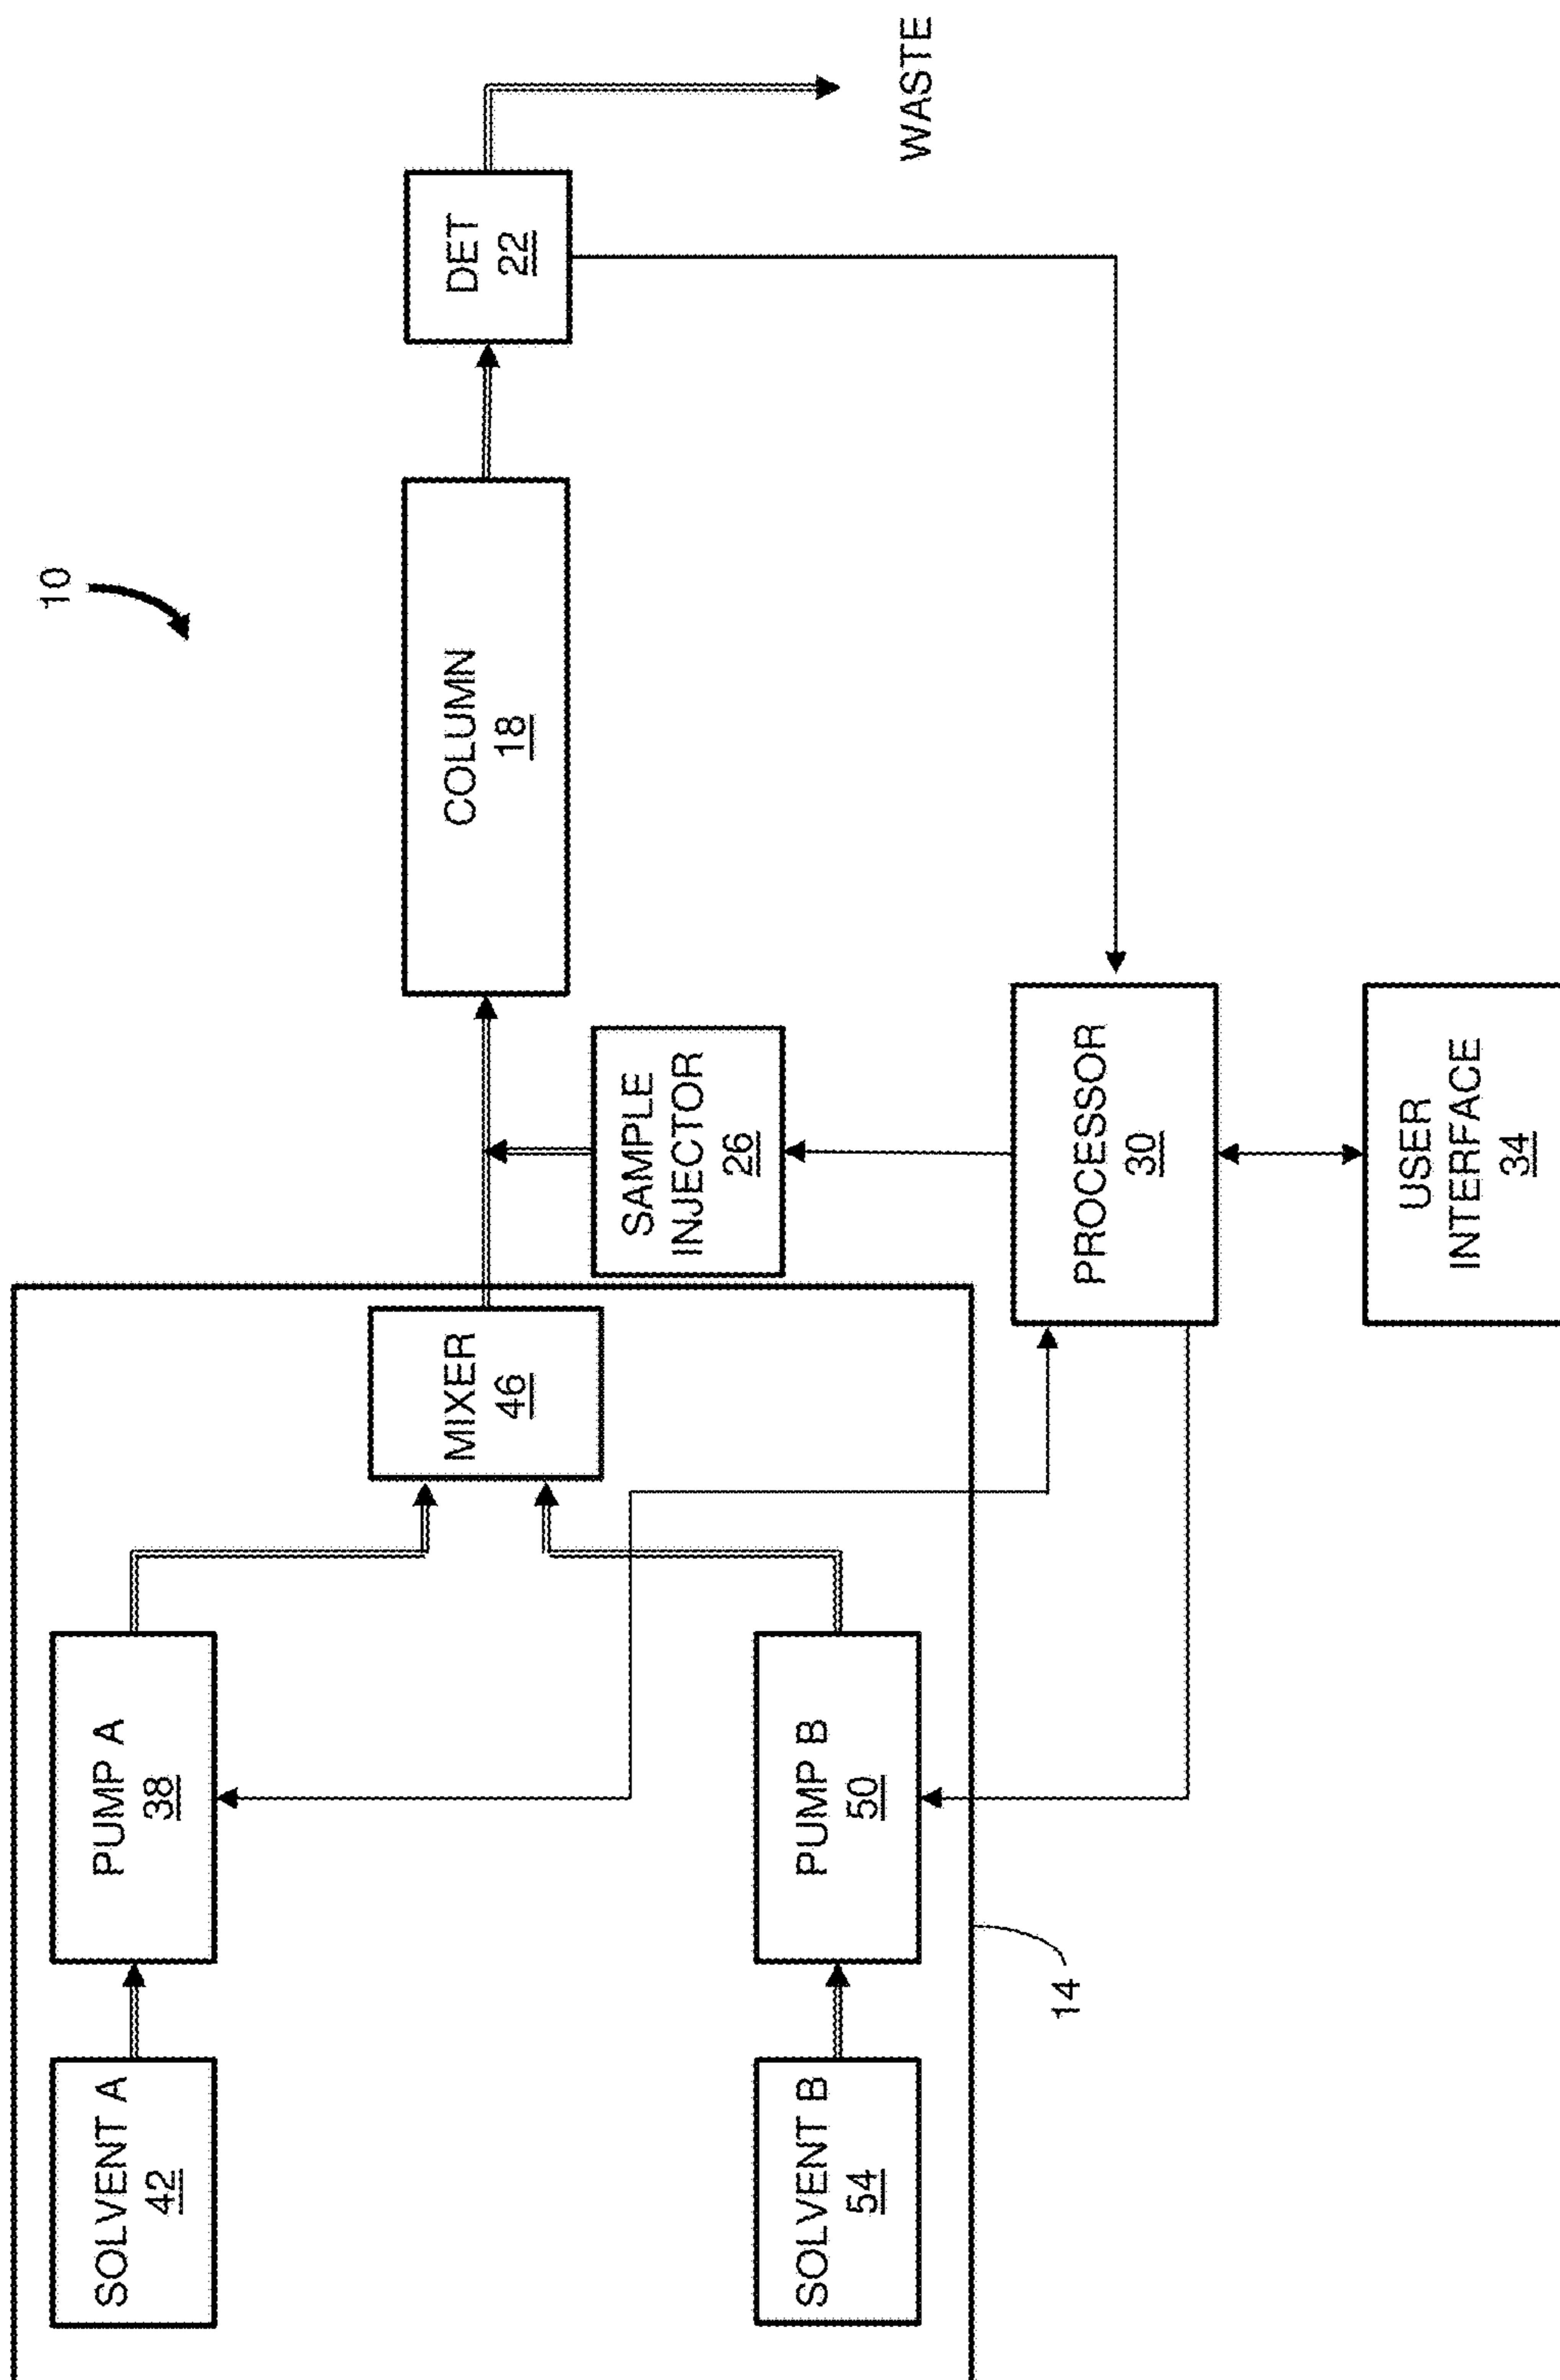 10
SOLVENT A
42
PUMP A
38
MIXER
46
COLUMN
18
DET
22
WASTE
SAMPLE
INJECTOR
26
SOLVENT B
54
PUMP B
50
14
PROCESSOR
30
USER
INTERFACE
34